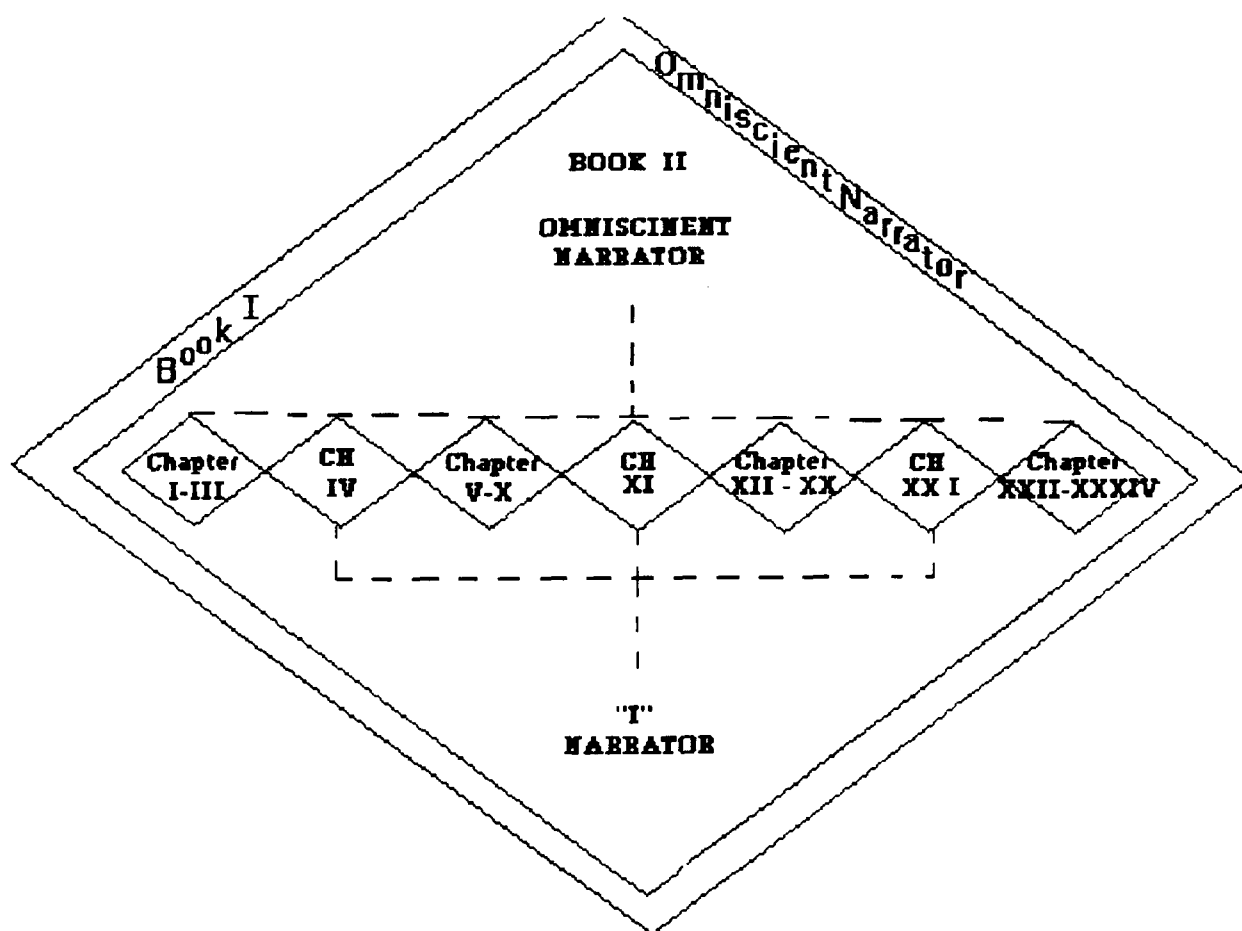 Omniscient Narrator
Book I
BOOK II
OMNISCINENT
NARRATOR
Chapter
I-III
CH
IV
Chapter
V-X
CH
XI
Chapter
XII - XX
CH
XX I
Chapter
XXII-XXXIV
"I"
NARRATOR